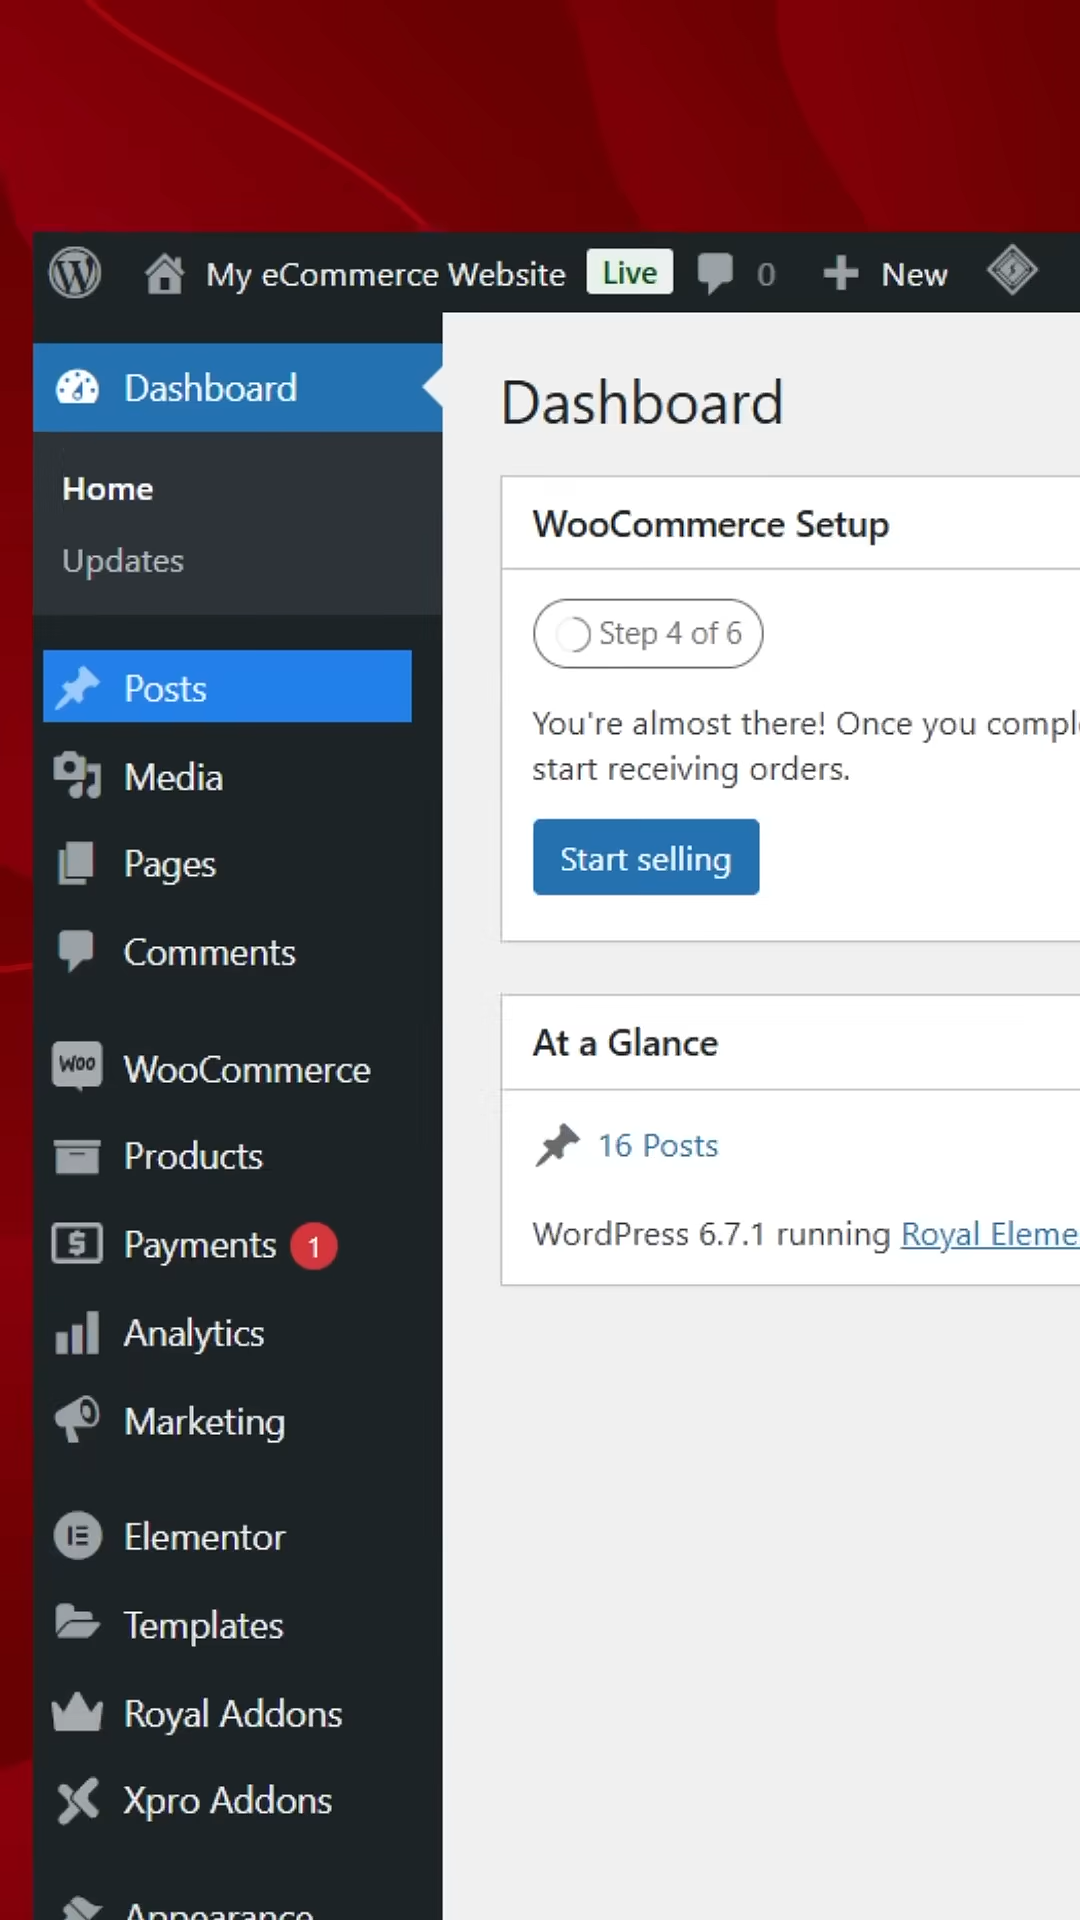 My eCommerce Website Live 0 New
Dashboard
Home
Updates
Posts
Media
Pages
Comments
Woo WooCommerce
Products
Payments 1
Analytics
Marketing
Elementor
Templates
Royal Addons
Xpro Addons
Appearance
Dashboard
WooCommerce Setup
Step 4 of 6
You're almost there! Once you compl
start receiving orders.
Start selling
At a Glance
16 Posts
WordPress 6.7.1 running Royal Eleme